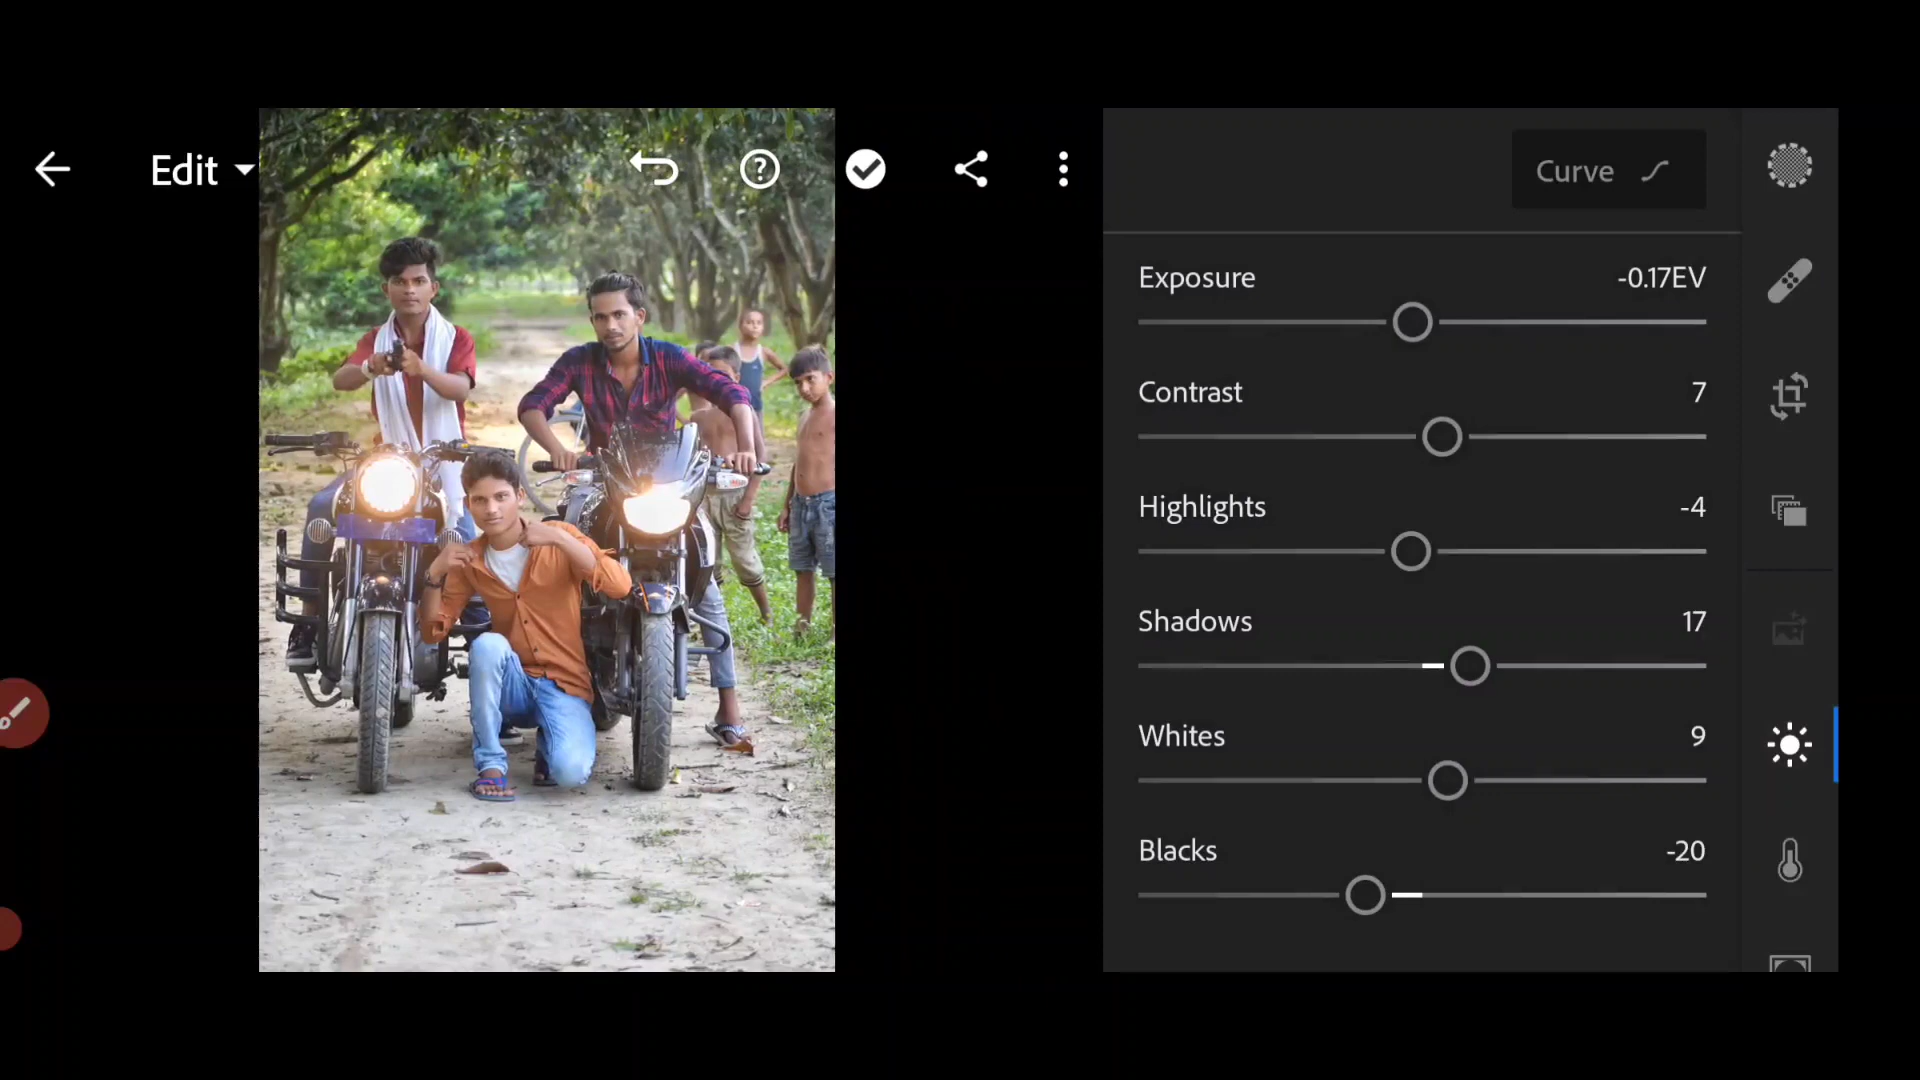 Edit
Curve
Exposure -0.17EV
Contrast 7
Highlights -4
Shadows 17
Whites 9
Blacks -20